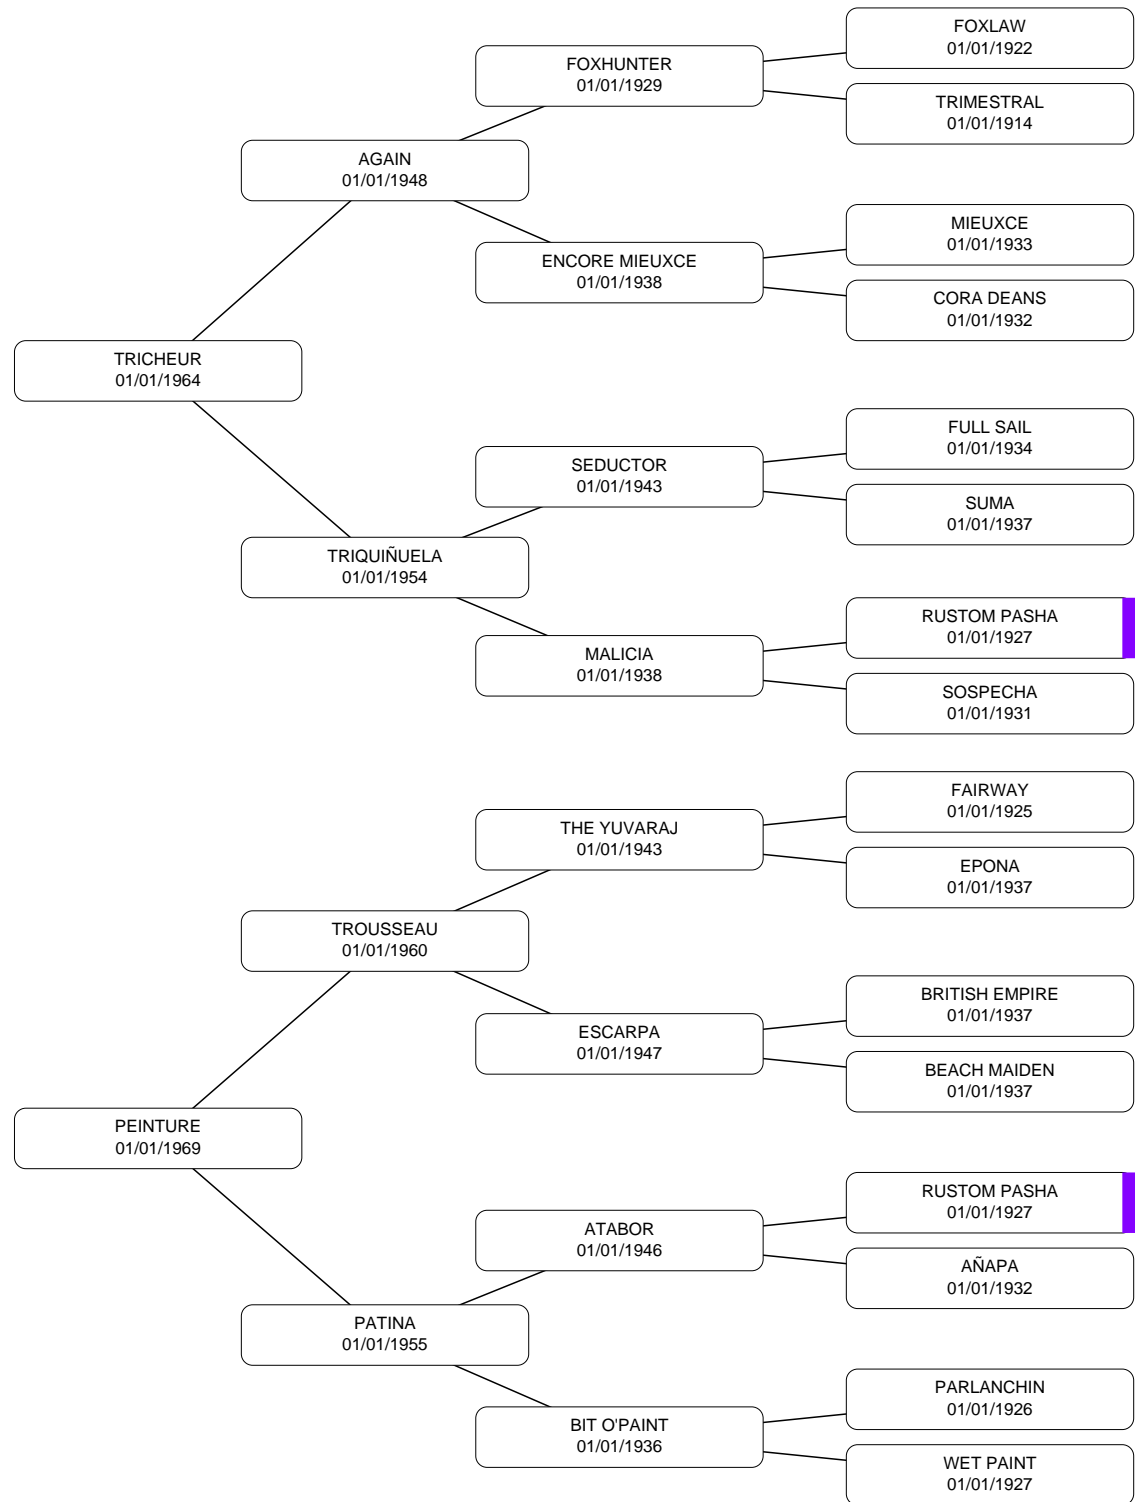 FOXLAW
01/01/1922
FOXHUNTER
01/01/1929
TRIMESTRAL
01/01/1914
AGAIN
01/01/1948
MIEUXCE
01/01/1933
ENCORE MIEUXCE
01/01/1938
CORA DEANS
01/01/1932
TRICHEUR
01/01/1964
FULL SAIL
01/01/1934
SEDUCTOR
01/01/1943
SUMA
01/01/1937
TRIQUIÑUELA
01/01/1954
RUSTOM PASHA
01/01/1927
MALICIA
01/01/1938
SOSPECHA
01/01/1931
FAIRWAY
01/01/1925
THE YUVARAJ
01/01/1943
EPONA
01/01/1937
TROUSSEAU
01/01/1960
BRITISH EMPIRE
01/01/1937
ESCARPA
01/01/1947
BEACH MAIDEN
01/01/1937
PEINTURE
01/01/1969
RUSTOM PASHA
01/01/1927
ATABOR
01/01/1946
AÑAPA
01/01/1932
PATINA
01/01/1955
PARLANCHIN
01/01/1926
BIT O'PAINT
01/01/1936
WET PAINT
01/01/1927